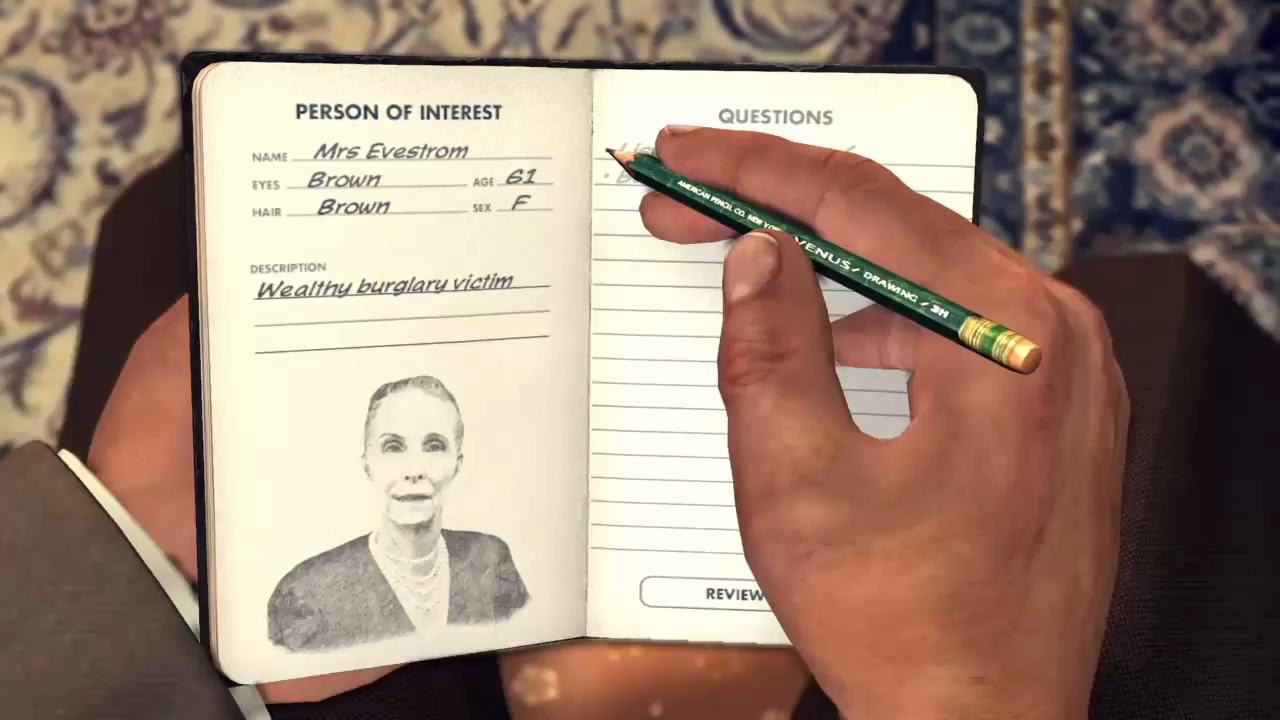 PERSON OF INTEREST
NAME Mrs Evestrom
EYES Brown AGE 61
HAIR Brown SEX F
DESCRIPTION
Wealthy burglary victim
QUESTIONS
AMERICAN PENCIL CO. NEW YORK VENUS / DRAWING / 3H
REVIEW